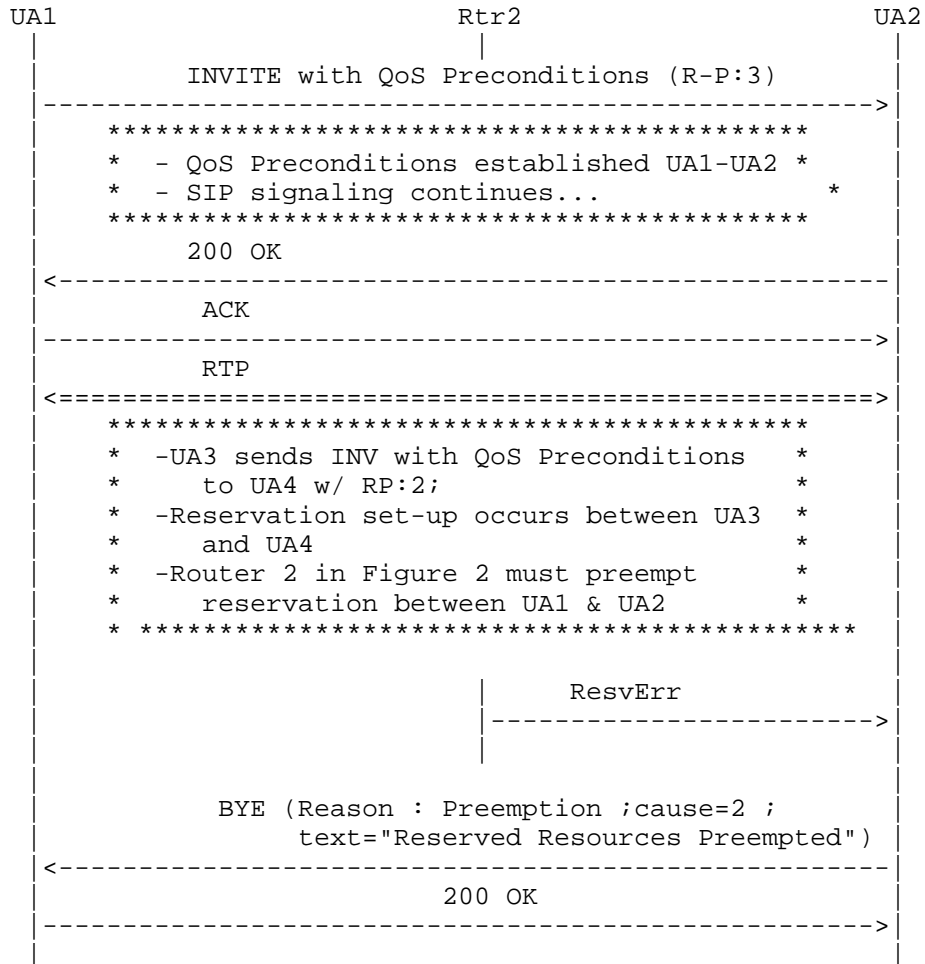 UA1 Rtr2 UA2
INVITE with QoS Preconditions (R-P:3)
|---------------------------------------------------->|
********************************************
* - QoS Preconditions established UA1-UA2 *
* - SIP signaling continues... *
********************************************
200 OK
|<----------------------------------------------------|
ACK
|---------------------------------------------------->|
RTP
|<===================================================>|
********************************************
* -UA3 sends INV with QoS Preconditions *
* to UA4 w/ RP:2; *
* -Reservation set-up occurs between UA3 *
* and UA4 *
* -Router 2 in Figure 2 must preempt *
* reservation between UA1 & UA2 *
* *********************************************
ResvErr
|------------------------>|
BYE (Reason : Preemption ;cause=2 ;
text="Reserved Resources Preempted")
|<----------------------------------------------------|
200 OK
|---------------------------------------------------->|